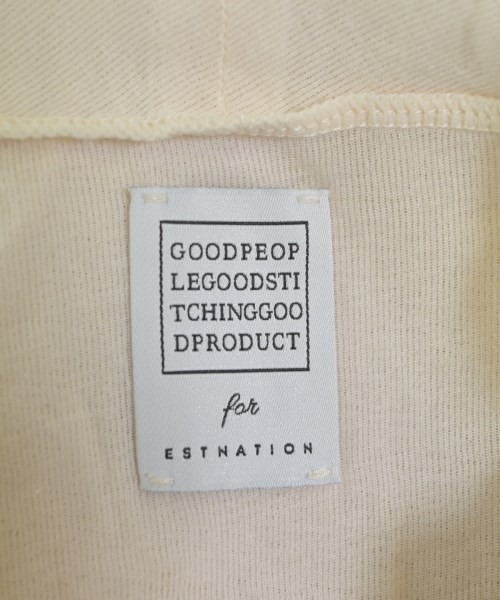 GOODPEOP
LEGOODSTI
TCHINGGOO
DPRODUCT
for
ESTNATION